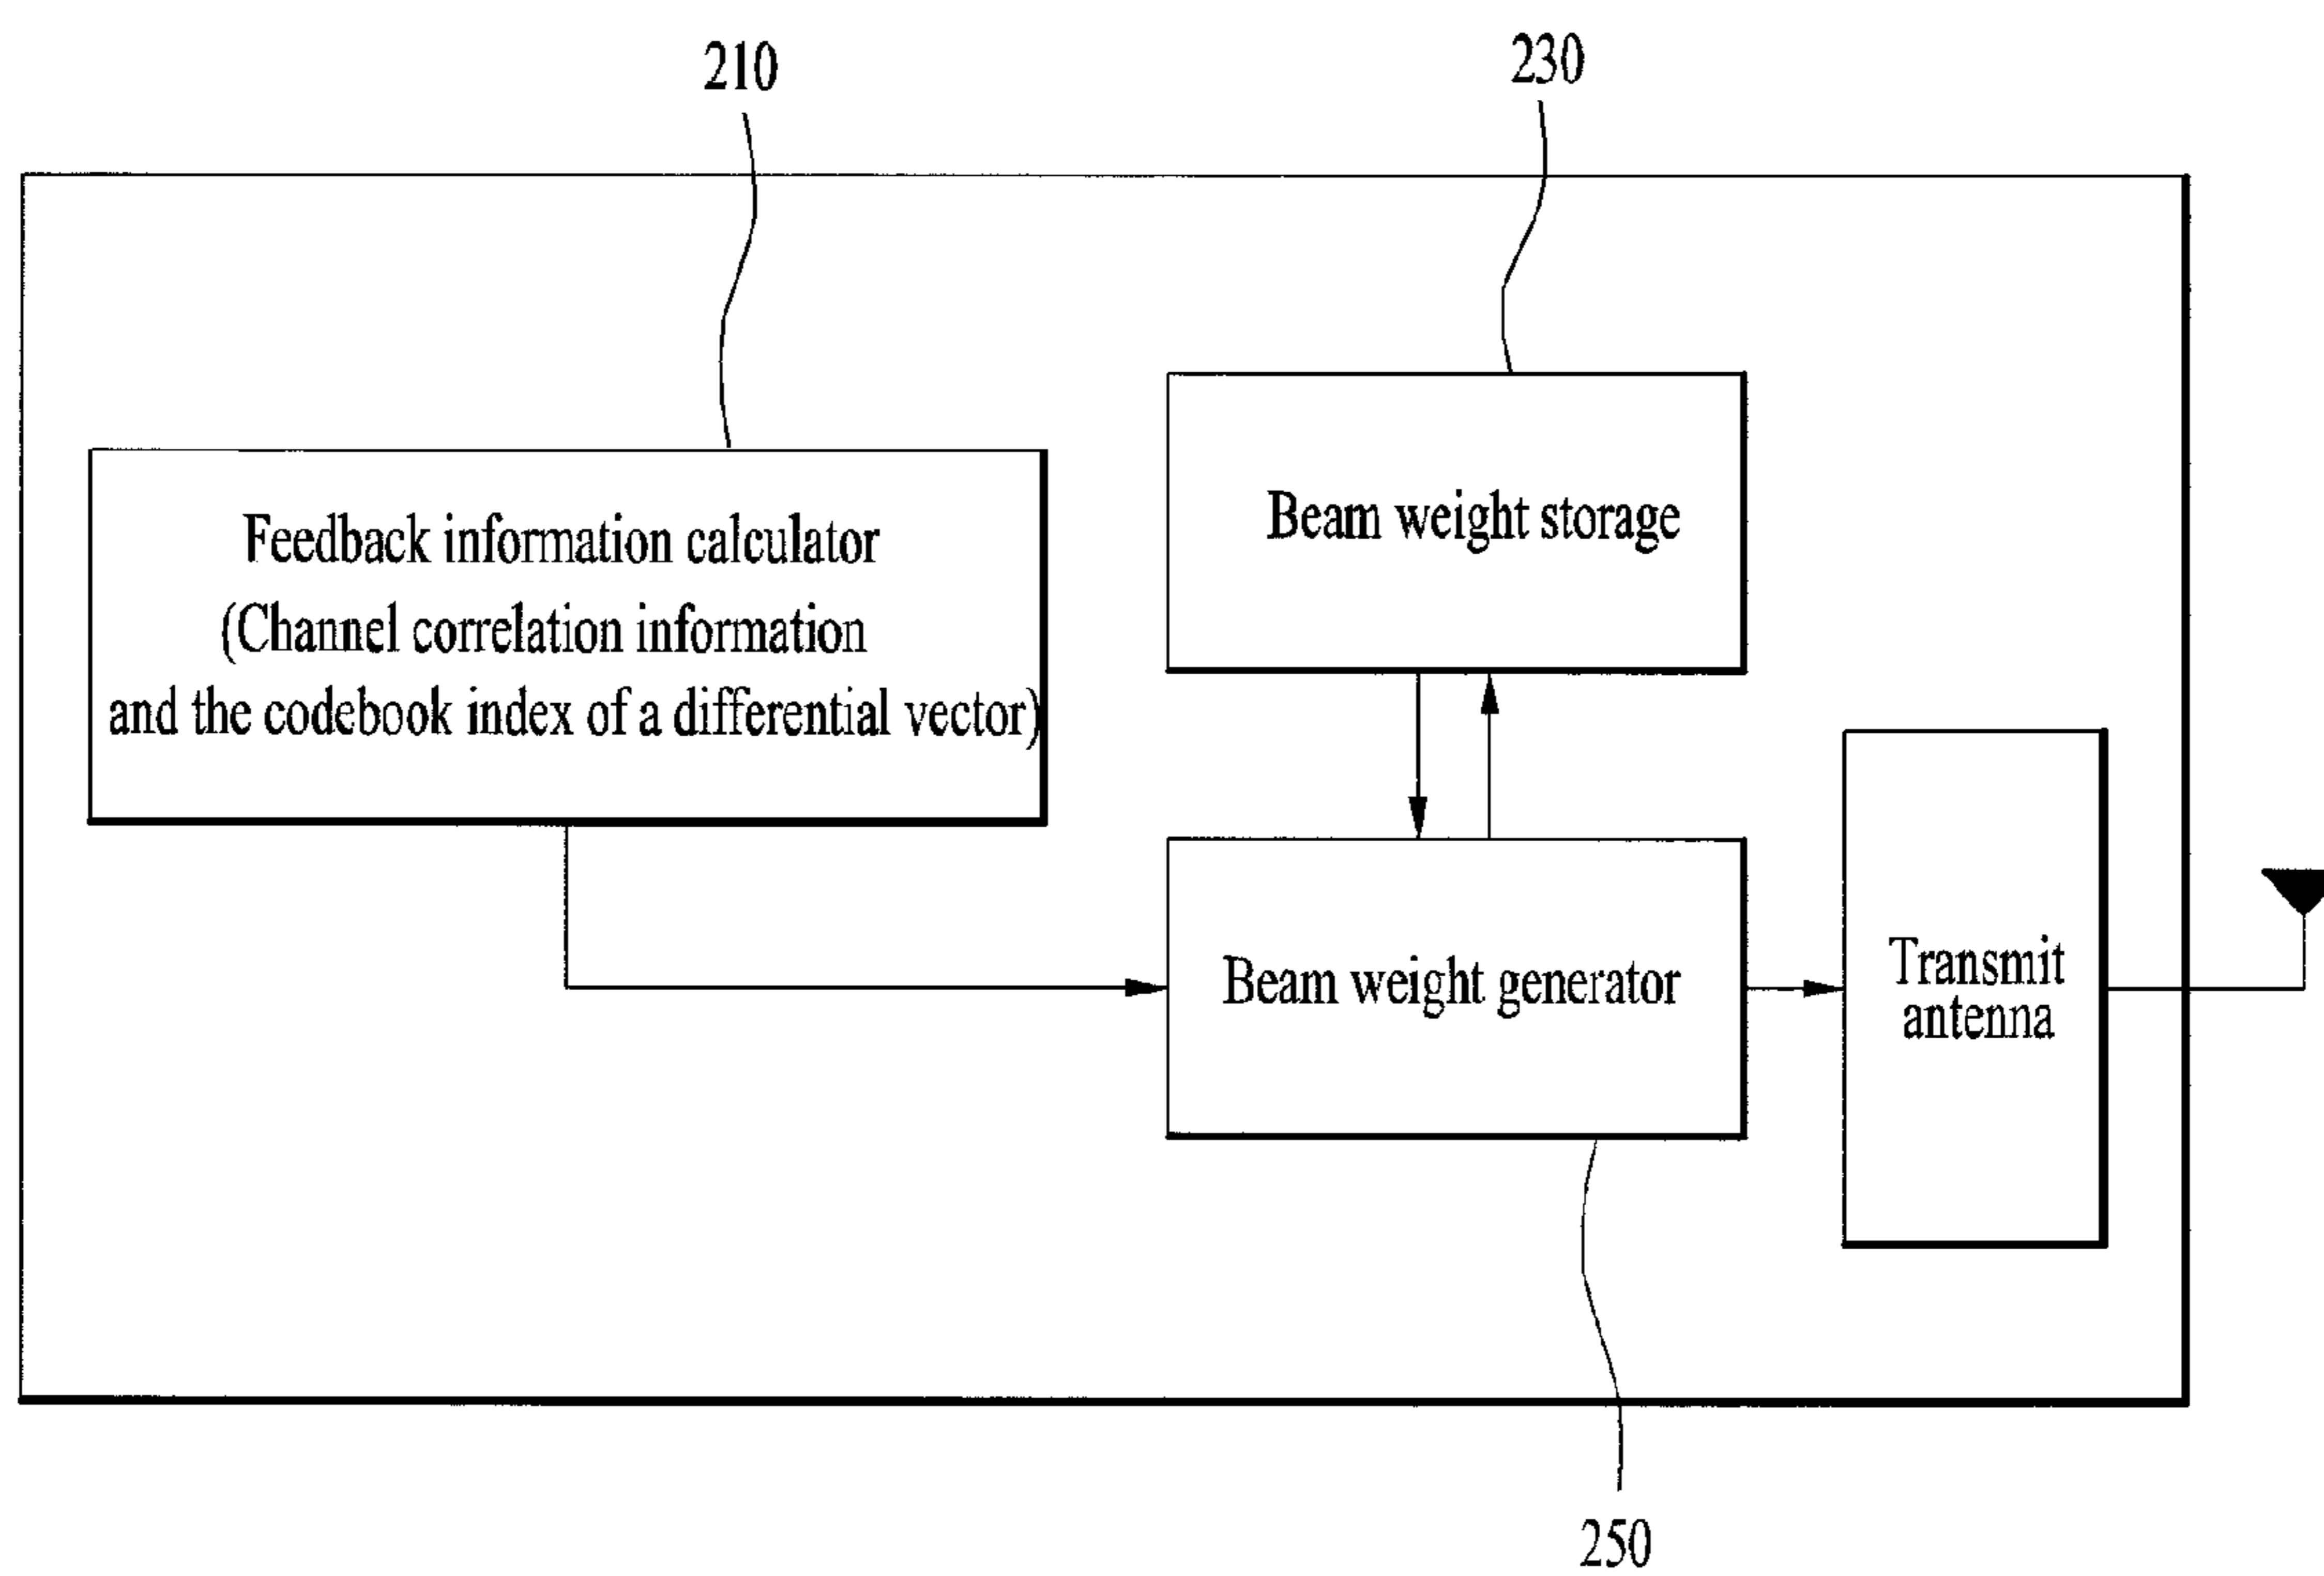 210
230
Feedback information calculator
(Channel correlation information
and the codebook index of a differential vector)
Beam weight storage
Beam weight generator
Transmit
antenna
250